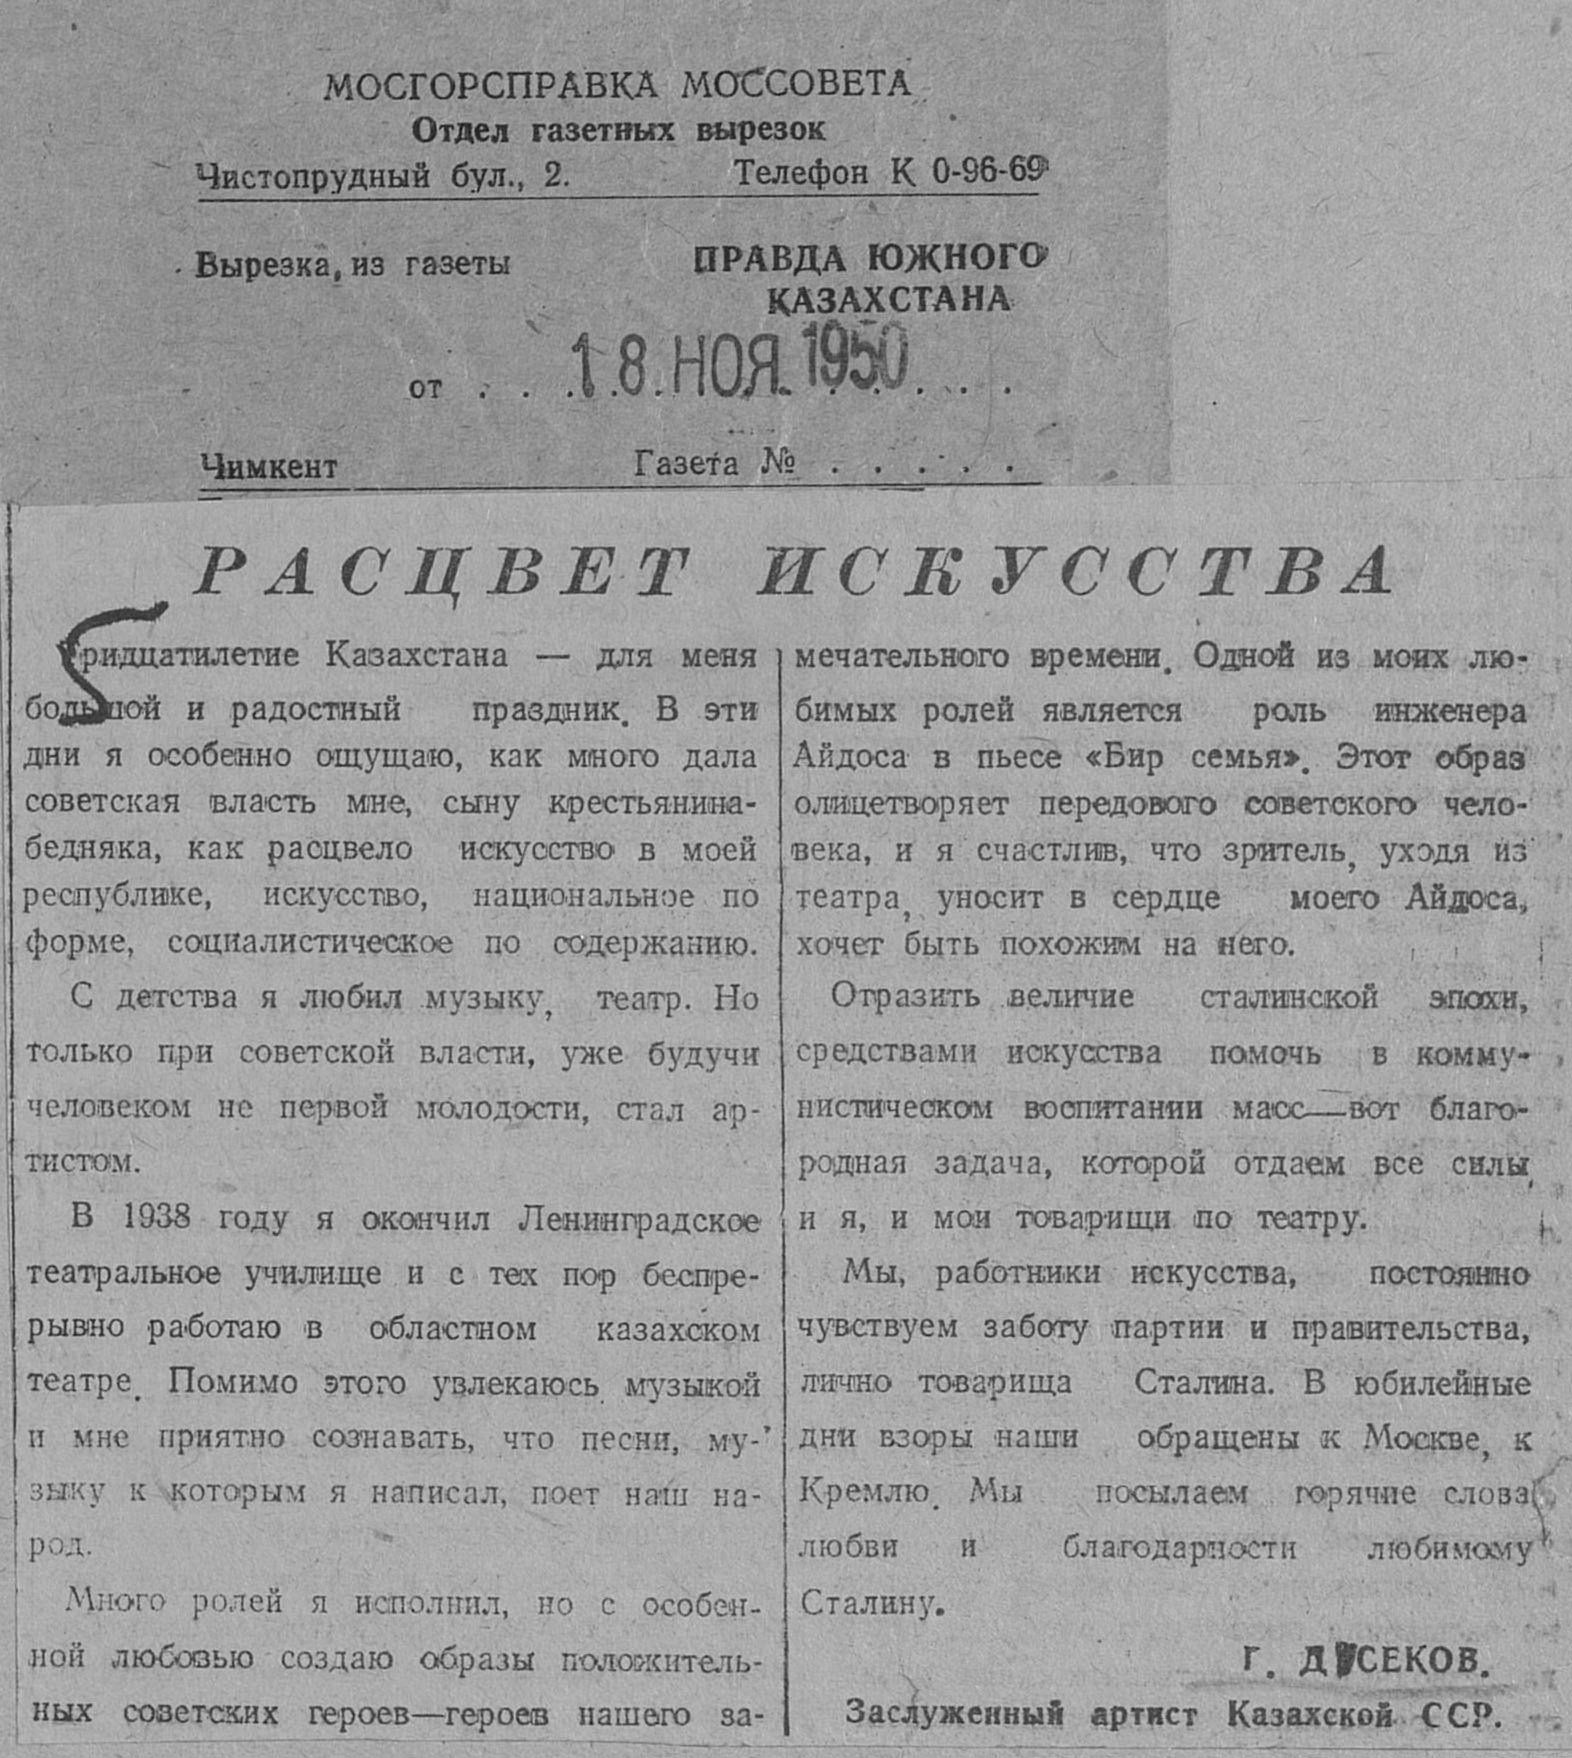 МОСГОРСПРАВКА МОССОВЕТА
Отдел газетных вырезок
Чистопрудный бул., 2. Телефон К 0-96-69
Вырезка из газеты ПРАВДА ЮЖНОГО
КАЗАХСТАНА
от . . . 18. НОЯ. 1950 . . . .
Чимкент Газета № . . . . .
РАСЦВЕТ ИСКУССТВА
Тридцатилетие Казахстана — для меня
большой и радостный праздник. В эти
дни я особенно ощущаю, как много дала
советская власть мне, сыну крестьянина-
бедняка, как расцвело искусство в моей
республике, искусство, национальное по
форме, социалистическое по содержанию.
С детства я любил музыку, театр. Но
только при советской власти, уже будучи
человеком не первой молодости, стал ар-
тистом.
В 1938 году я окончил Ленинградское
театральное училище и с тех пор беспре-
рывно работаю в областном казахском
театре. Помимо этого увлекаюсь музыкой
и мне приятно сознавать, что песни, му-
зыку к которым я написал, поет наш на-
род.
Много ролей я исполнил, но с особен-
ной любовью создаю образы положитель-
ных советских героев—героев нашего за-
мечательного времени. Одной из моих лю-
бимых ролей является роль инженера
Айдоса в пьесе «Бир семья». Этот образ
олицетворяет передового советского чело-
века, и я счастлив, что зритель, уходя из
театра, уносит в сердце моего Айдоса,
хочет быть похожим на него.
Отразить величие сталинской эпохи,
средствами искусства помочь в комму-
нистическом воспитании масс—вот благо-
родная задача, которой отдаем все силы
и я, и мои товарищи по театру.
Мы, работники искусства, постоянно
чувствуем заботу партии и правительства,
лично товарища Сталина. В юбилейные
дни взоры наши обращены к Москве, к
Кремлю. Мы посылаем горячие слова
любви и благодарности любимому
Сталину.
Г. ДУСЕКОВ.
Заслуженный артист Казахской ССР.